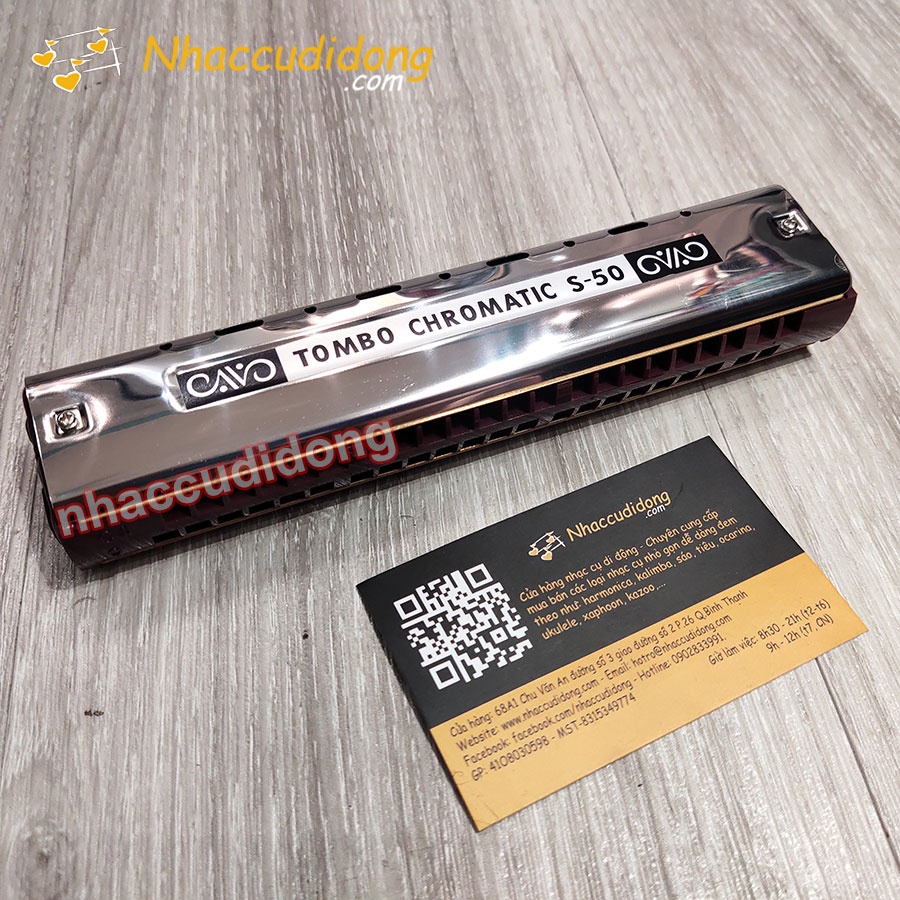 Nhaccudidong
.com
TOMBO CHROMATIC S-50
nhaccudidong
Nhaccudidong
.com
Cửa hàng nhạc cụ di động - Chuyên cung cấp
mua bán các loại nhạc cụ nhỏ gọn dễ dàng đem
theo như harmonica, kalimba, sáo, tiêu, ocarina,
ukulele, xaphoon, kazoo,...
Cửa hàng: 68A1 Chu Văn An đường số 3 giao đường số 2 P.26 Q.Bình Thạnh
Website: www.nhaccudidong.com - Email: hotro@nhaccudidong.com
Facebook: facebook.com/nhaccudidong - Hotline: 0902833991.
GP: 4108030598 - MST-8315349774
Giờ làm việc: 8h30 - 21h (t2-t6)
9h - 12h (t7, CN)